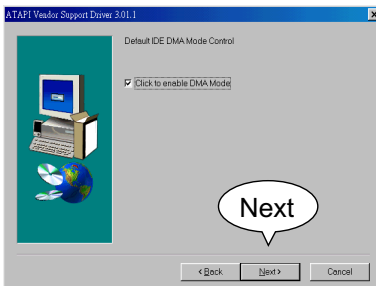 ATAPI Vendor Support Driver 3.01.1
Default IDE DMA Mode Control
Click to enable DMA Mode
Next
< Back Next > Cancel